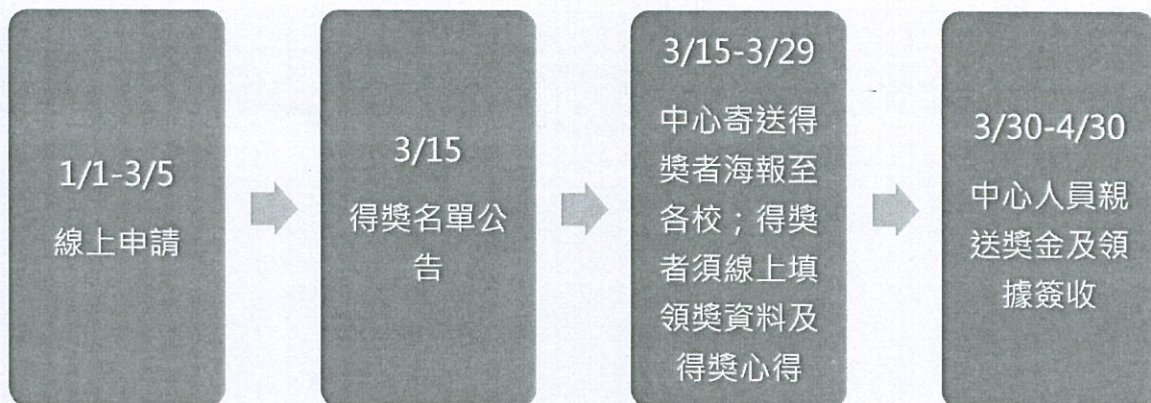 1/1-3/5
線上申請
3/15
得獎名單公
告
3/15-3/29
中心寄送得
獎者海報至
各校；得獎
者須線上填
領獎資料及
得獎心得
3/30-4/30
中心人員親
送獎金及領
據簽收